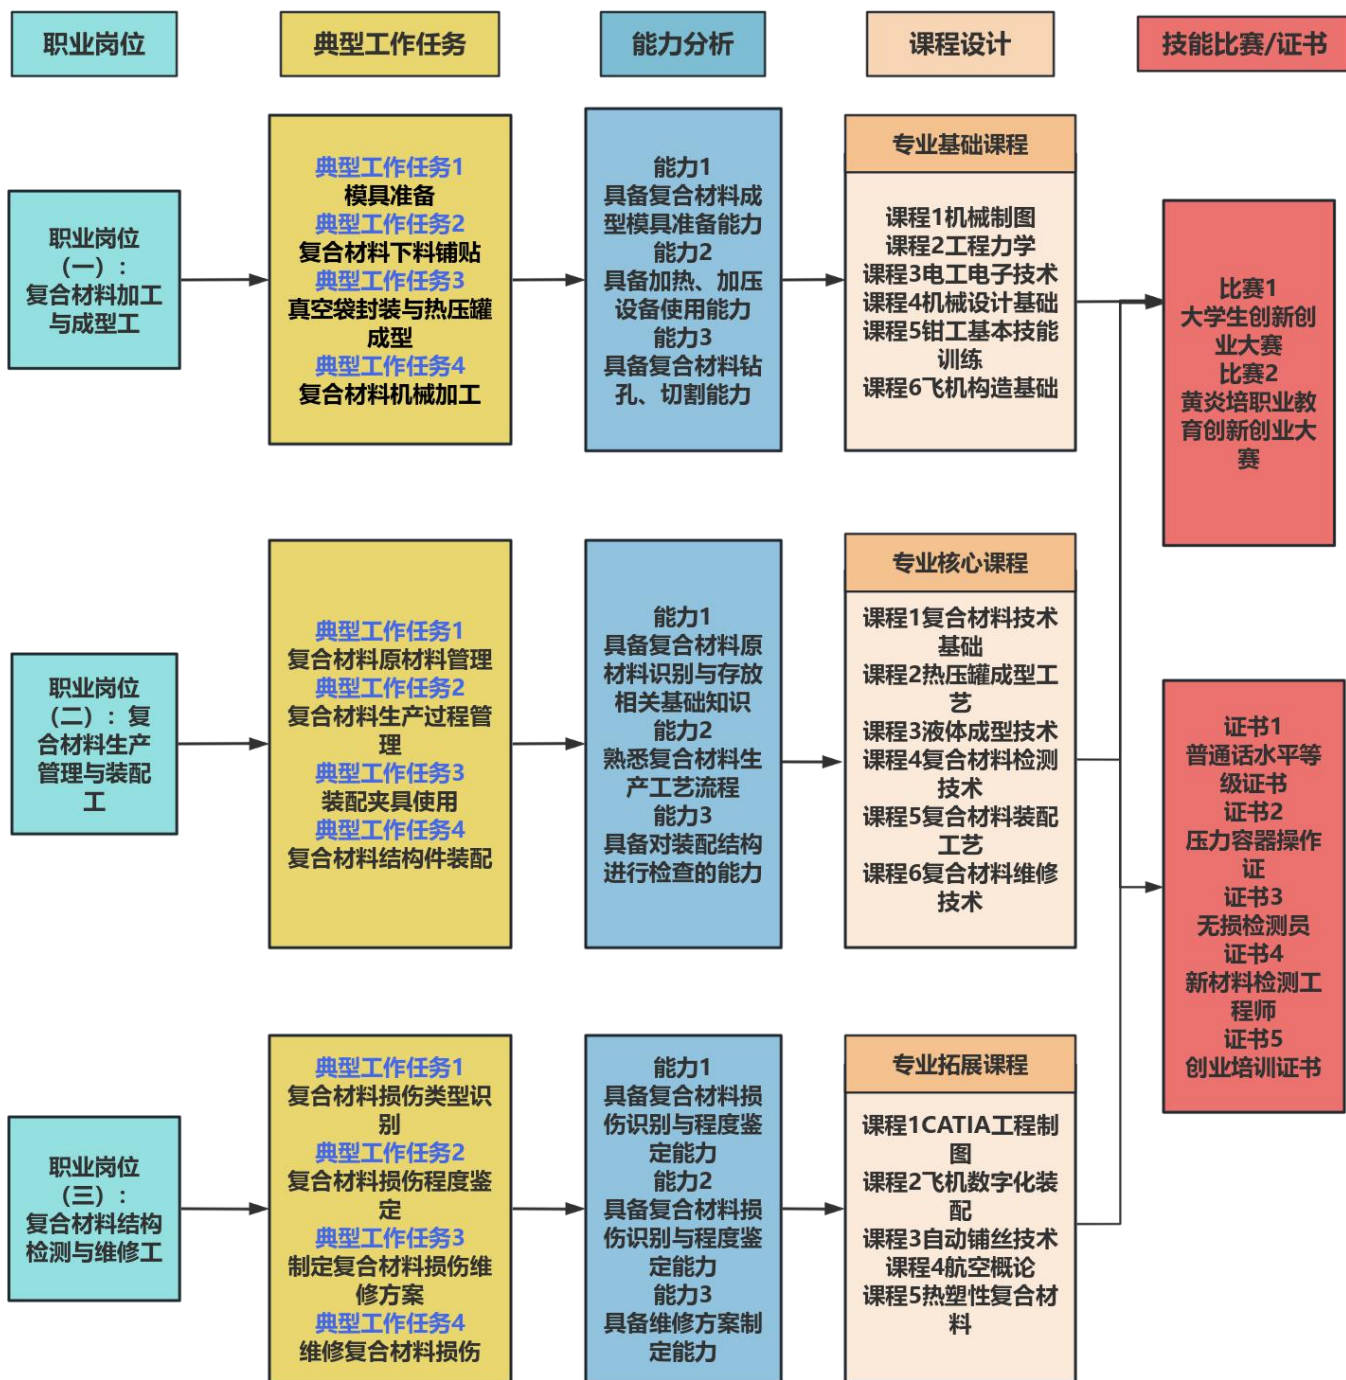 职业岗位
典型工作任务
能力分析
课程设计
技能比赛/证书
职业岗位
（一）：
复合材料加工
与成型工
典型工作任务1
模具准备
典型工作任务2
复合材料下料铺贴
典型工作任务3
真空袋封装与热压罐
成型
典型工作任务4
复合材料机械加工
能力1
具备复合材料成
型模具准备能力
能力2
具备加热、加压
设备使用能力
能力3
具备复合材料钻
孔、切割能力
专业基础课程
课程1机械制图
课程2工程力学
课程3电工电子技术
课程4机械设计基础
课程5钳工基本技能
训练
课程6飞机构造基础
比赛1
大学生创新创
业大赛
比赛2
黄炎培职业教
育创新创业大
赛
职业岗位
（二）：复
合材料生产
管理与装配
工
典型工作任务1
复合材料原材料管理
典型工作任务2
复合材料生产过程管
理
典型工作任务3
装配夹具使用
典型工作任务4
复合材料结构件装配
能力1
具备复合材料原
材料识别与存放
相关基础知识
能力2
熟悉复合材料生
产工艺流程
能力3
具备对装配结构
进行检查的能力
专业核心课程
课程1复合材料技术
基础
课程2热压罐成型工
艺
课程3液体成型技术
课程4复合材料检测
技术
课程5复合材料装配
工艺
课程6复合材料维修
技术
证书1
普通话水平等
级证书
证书2
压力容器操作
证
证书3
无损检测员
证书4
新材料检测工
程师
证书5
创业培训证书
职业岗位
（三）：
复合材料结构
检测与维修工
典型工作任务1
复合材料损伤类型识
别
典型工作任务2
复合材料损伤程度鉴
定
典型工作任务3
制定复合材料损伤维
修方案
典型工作任务4
维修复合材料损伤
能力1
具备复合材料损
伤识别与程度鉴
定能力
能力2
具备复合材料损
伤识别与程度鉴
定能力
能力3
具备维修方案制
定能力
专业拓展课程
课程1CATIA工程制
图
课程2飞机数字化装
配
课程3自动铺丝技术
课程4航空概论
课程5热塑性复合材
料